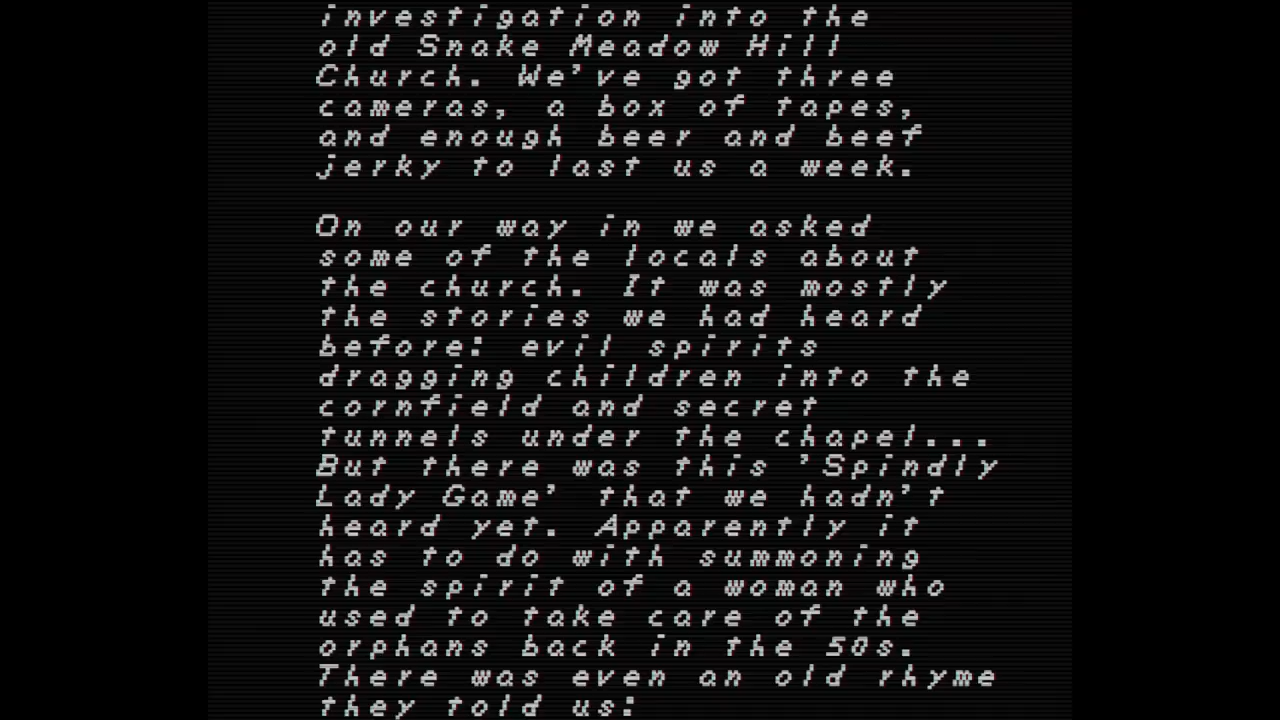 investigation into the
old Snake Meadow Hill
Church. We've got three
cameras, a box of tapes,
and enough beer and beef
jerky to last us a week.
On our way in we asked
some of the locals about
the church. It was mostly
the stories we had heard
before: evil spirits
dragging children into the
cornfield and secret
tunnels under the chapel...
But there was this 'Spindly
Lady Game' that we hadn't
heard yet. Apparently it
has to do with summoning
the spirit of a woman who
used to take care of the
orphans back in the 50s.
There was even an old rhyme
they told us: